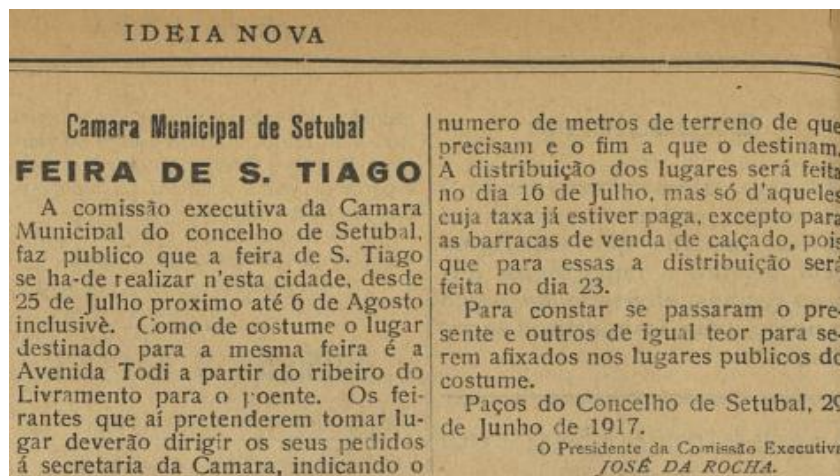 IDEIA NOVA
Camara Municipal de Setubal
FEIRA DE S. TIAGO
A comissão executiva da Camara
Municipal do concelho de Setubal,
faz publico que a feira de S. Tiago
se ha-de realizar n'esta cidade, desde
25 de Julho proximo até 6 de Agosto
inclusivè. Como de costume o lugar
destinado para a mesma feira é a
Avenida Todi a partir do ribeiro do
Livramento para o poente. Os fei-
rantes que aí pretenderem tomar lu-
gar deverão dirigir os seus pedidos
á secretaria da Camara, indicando o
numero de metros de terreno de que
precisam e o fim a que o destinam.
A distribuição dos lugares será feita
no dia 16 de Julho, mas só d'aqueles
cuja taxa já estiver paga, excepto para
as barracas de venda de calçado, pois
que para essas a distribuição será
feita no dia 23.
Para constar se passaram o pre-
sente e outros de igual teor para se-
rem afixados nos lugares publicos do
costume.
Paços do Concelho de Setubal, 29
de Junho de 1917.
O Presidente da Comissão Executiva
JOSÉ DA ROCHA.